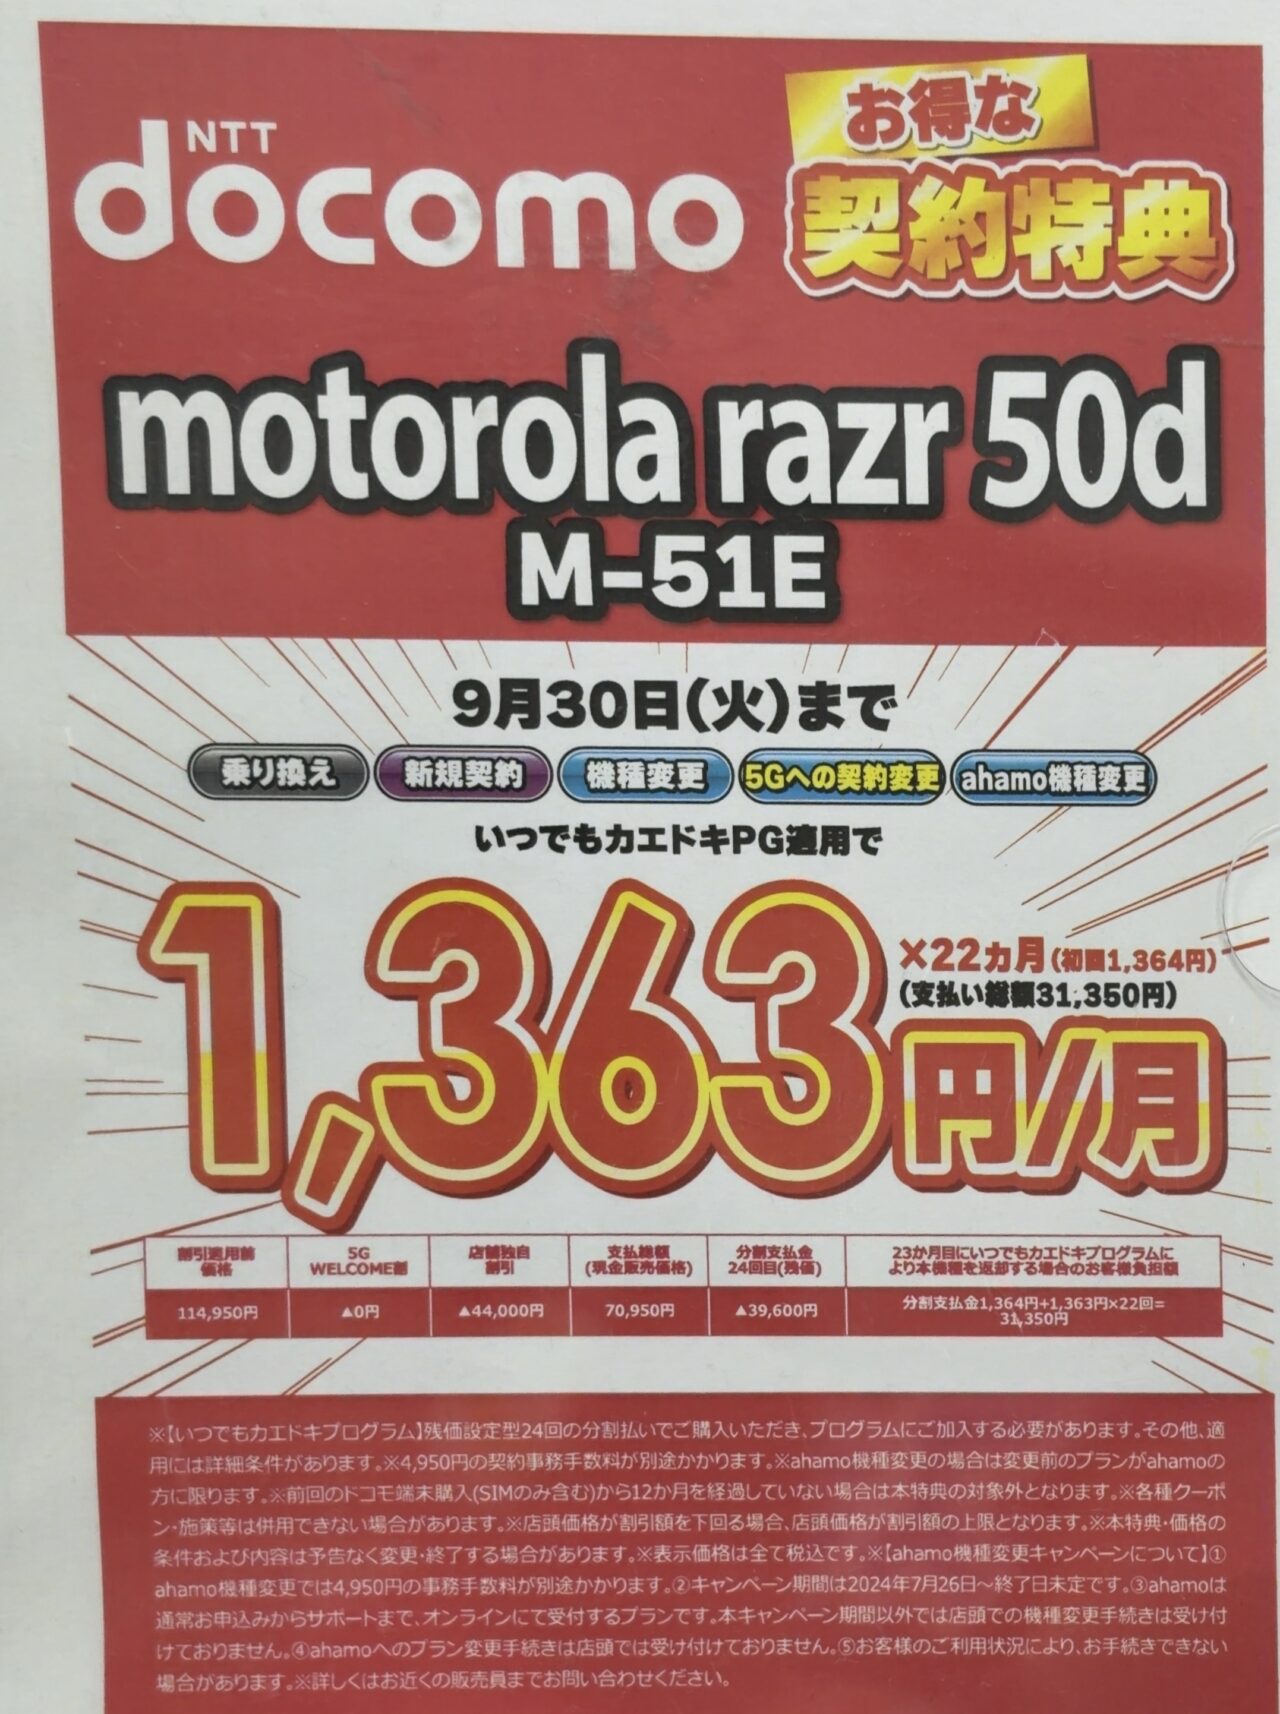 NTT
docomo
お得な
契約特典
motorola razr 50d
M-51E
9月30日(火)まで
乗り換え 新規契約 機種変更 5Gへの契約変更 ahamo機種変更
いつでもカエドキPG適用で
1,363円/月
×22カ月(初回1,364円)
(支払い総額31,350円)
割引適用前価格 5G WELCOME割 店舗独自割引 支払総額(現金販売価格) 分割支払金24回目(残価) 23か月目にいつでもカエドキプログラムにより本機種を返却する場合のお客様負担額
114,950円 ▲0円 ▲44,000円 70,950円 ▲39,600円 分割支払金1,364円+1,363円×22回=31,350円
※【いつでもカエドキプログラム】残価設定型24回の分割払いでご購入いただき、プログラムにご加入する必要があります。その他、適
用には詳細条件があります。※4,950円の契約事務手数料が別途かかります。※ahamo機種変更の場合は変更前のプランがahamoの
方に限ります。※前回のドコモ端末購入(SIMのみ含む)から12か月を経過していない場合は本特典の対象外となります。※各種クーポ
ン・施策等は併用できない場合があります。※店頭価格が割引額を下回る場合、店頭価格が割引額の上限となります。※本特典・価格の
条件および内容は予告なく変更・終了する場合があります。※表示価格は全て税込です。※【ahamo機種変更キャンペーンについて】①
ahamo機種変更では4,950円の事務手数料が別途かかります。②キャンペーン期間は2024年7月26日～終了日未定です。③ahamoは
通常お申込みからサポートまで、オンラインにて受付するプランです。本キャンペーン期間以外では店頭での機種変更手続きは受け付
けておりません。④ahamoへのプラン変更手続きは店頭では受け付けておりません。⑤お客様のご利用状況により、お手続きできない
場合があります。※詳しくはお近くの販売員までお問い合わせください。